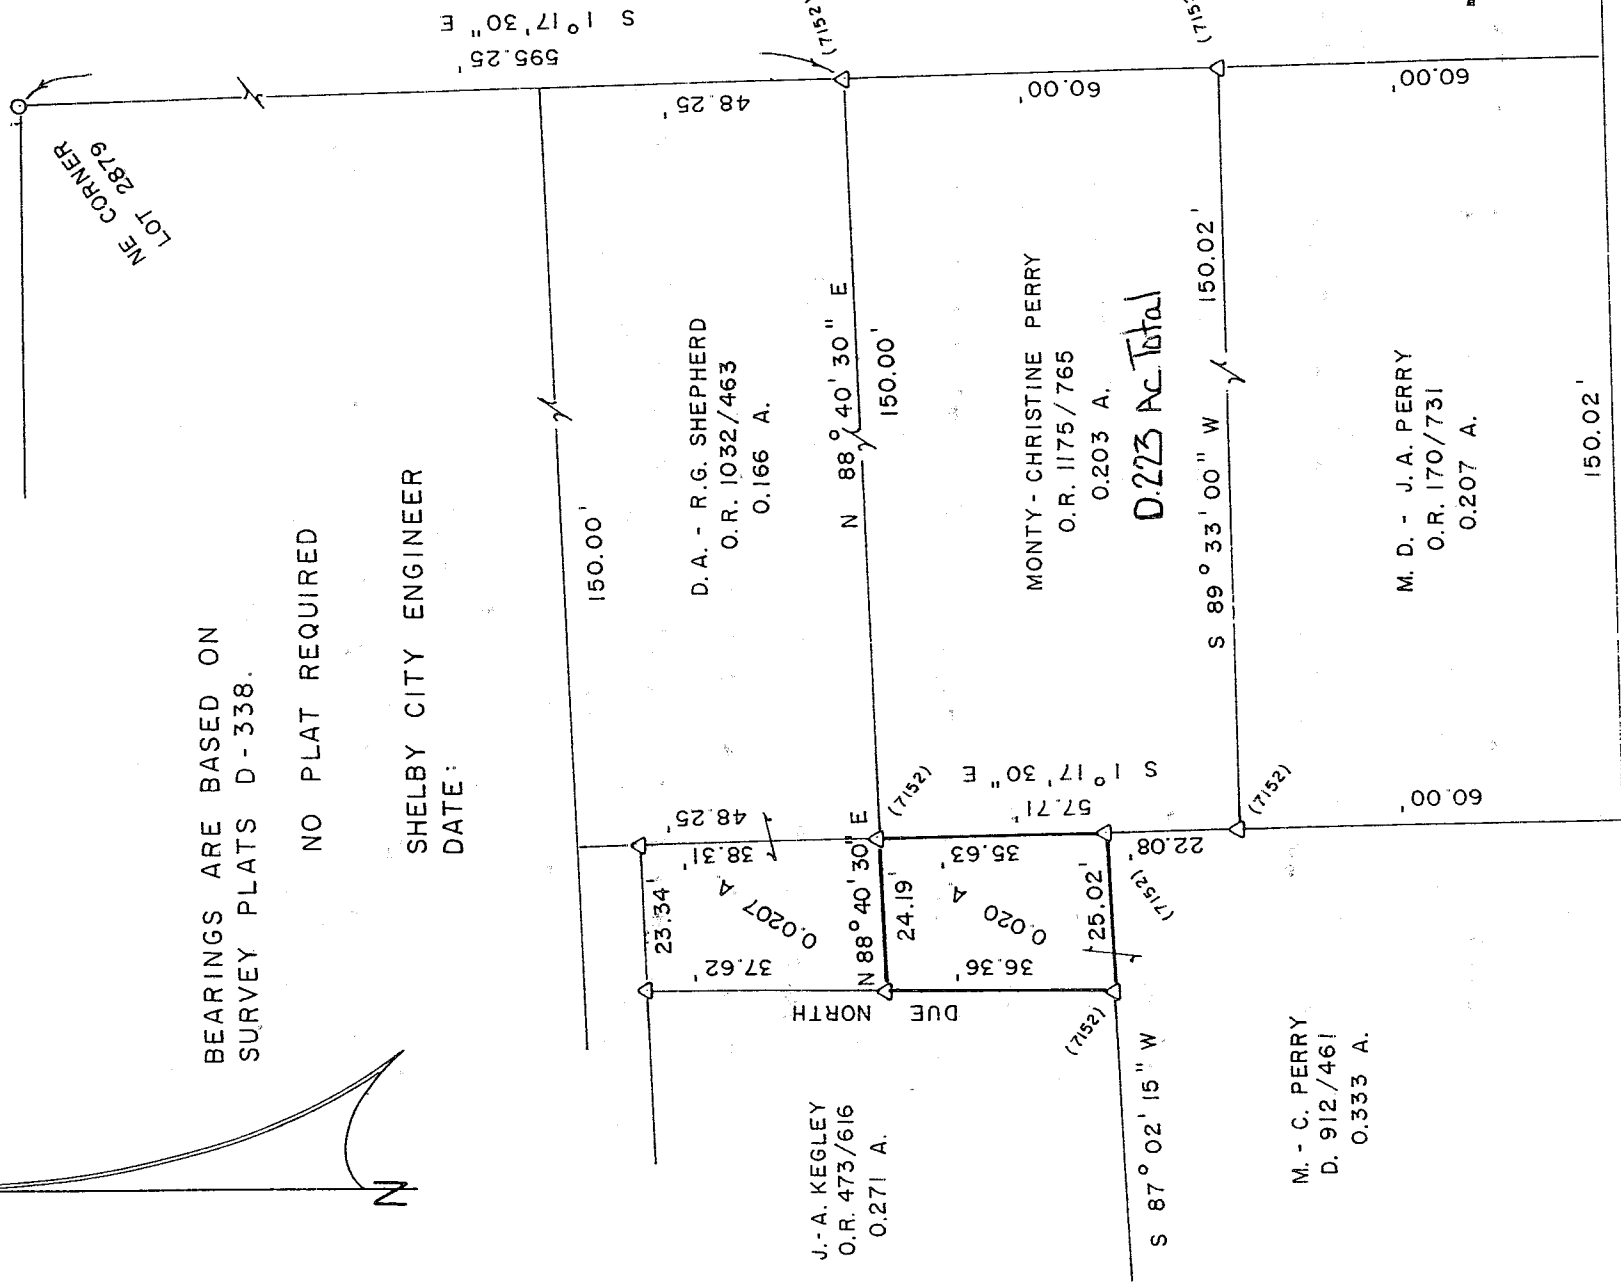 S 1°17'30" E
595.25'
NE CORNER
LOT 2879
(7152)
48.25'
60.00'
60.00'
BEARINGS ARE BASED ON
SURVEY PLATS D-338.
NO PLAT REQUIRED
SHELBY CITY ENGINEER
DATE:
150.00'
D.A. - R.G. SHEPHERD
O.R. 1032/463
0.166 A.
N 88°40'30" E
150.00'
MONTY - CHRISTINE PERRY
O.R. 1175/765
0.203 A.
0.223 Ac. Total
S 89°33'00" W
150.02'
M. D. - J. A. PERRY
O.R. 170/731
0.207 A.
150.02'
48.25'
38.31'
23.34'
0.0207 A
37.62'
N 88°40'30" E
24.19'
(7152)
S 1°17'30" E
57.71'
35.63'
0.020 A
36.36'
25.02'
22.08'
(7152)
(7152)
60.00'
DUE NORTH
(7152)
J.-A. KEGLEY
O.R. 473/616
0.271 A.
S 87°02'15" W
M. - C. PERRY
D. 912/461
0.333 A.
N